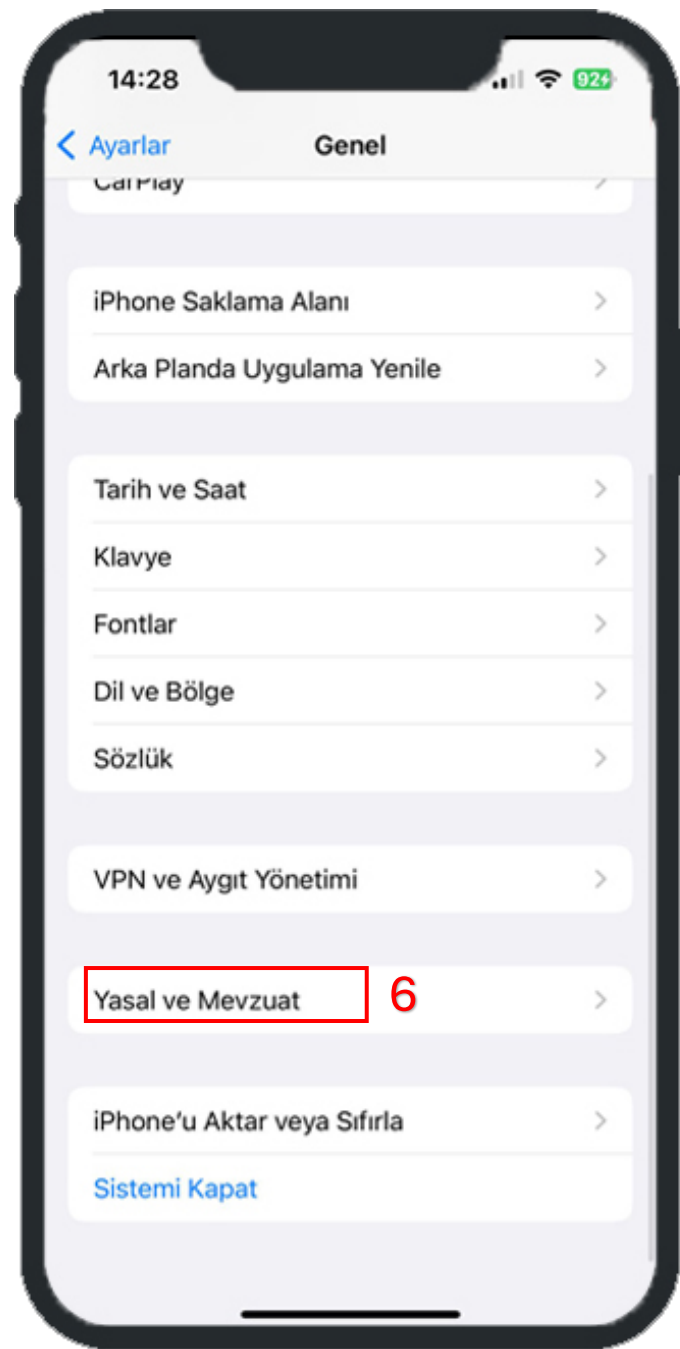 14:28
92
Ayarlar
Genel
CarPlay
iPhone Saklama Alanı
Arka Planda Uygulama Yenile
Tarih ve Saat
Klavye
Fontlar
Dil ve Bölge
Sözlük
VPN ve Aygıt Yönetimi
Yasal ve Mevzuat
6
iPhone’u Aktar veya Sıfırla
Sistemi Kapat